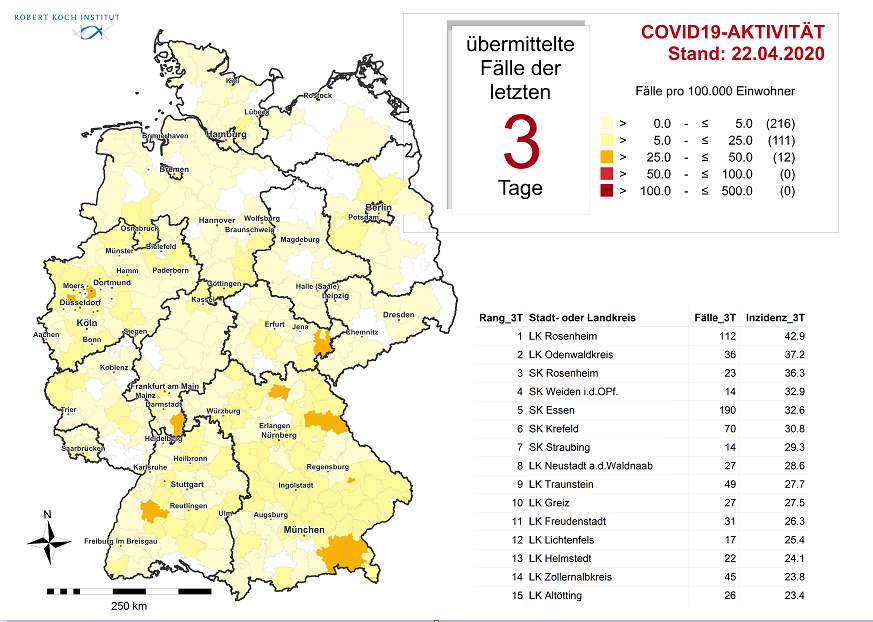 ROBERT KOCH INSTITUT
übermittelte
Fälle der
letzten
3
Tage
COVID19-AKTIVITÄT
Stand: 22.04.2020
Fälle pro 100.000 Einwohner
> 0.0 - ≤ 5.0 (216)
> 5.0 - ≤ 25.0 (111)
> 25.0 - ≤ 50.0 (12)
> 50.0 - ≤ 100.0 (0)
> 100.0 - ≤ 500.0 (0)
Kiel
Rostock
Lübeck
Bremerhaven
Hamburg
Bremen
Berlin
Potsdam
Hannover
Wolfsburg
Braunschweig
Osnabrück
Bielefeld
Magdeburg
Münster
Hamm
Paderborn
Moers
Dortmund
Göttingen
Halle (Saale)
Leipzig
Düsseldorf
Kassel
Köln
Dresden
Aachen
Siegen
Erfurt
Jena
Chemnitz
Bonn
Koblenz
Frankfurt am Main
Mainz
Darmstadt
Trier
Würzburg
Erlangen
Nürnberg
Heidelberg
Saarbrücken
Heilbronn
Karlsruhe
Regensburg
Stuttgart
Ingolstadt
Reutlingen
Ulm
Augsburg
München
Freiburg im Breisgau
N
250 km
Rang_3T Stadt- oder Landkreis Fälle_3T Inzidenz_3T
1 LK Rosenheim 112 42.9
2 LK Odenwaldkreis 36 37.2
3 SK Rosenheim 23 36.3
4 SK Weiden i.d.OPf. 14 32.9
5 SK Essen 190 32.6
6 SK Krefeld 70 30.8
7 SK Straubing 14 29.3
8 LK Neustadt a.d.Waldnaab 27 28.6
9 LK Traunstein 49 27.7
10 LK Greiz 27 27.5
11 LK Freudenstadt 31 26.3
12 LK Lichtenfels 17 25.4
13 LK Helmstedt 22 24.1
14 LK Zollernalbkreis 45 23.8
15 LK Altötting 26 23.4